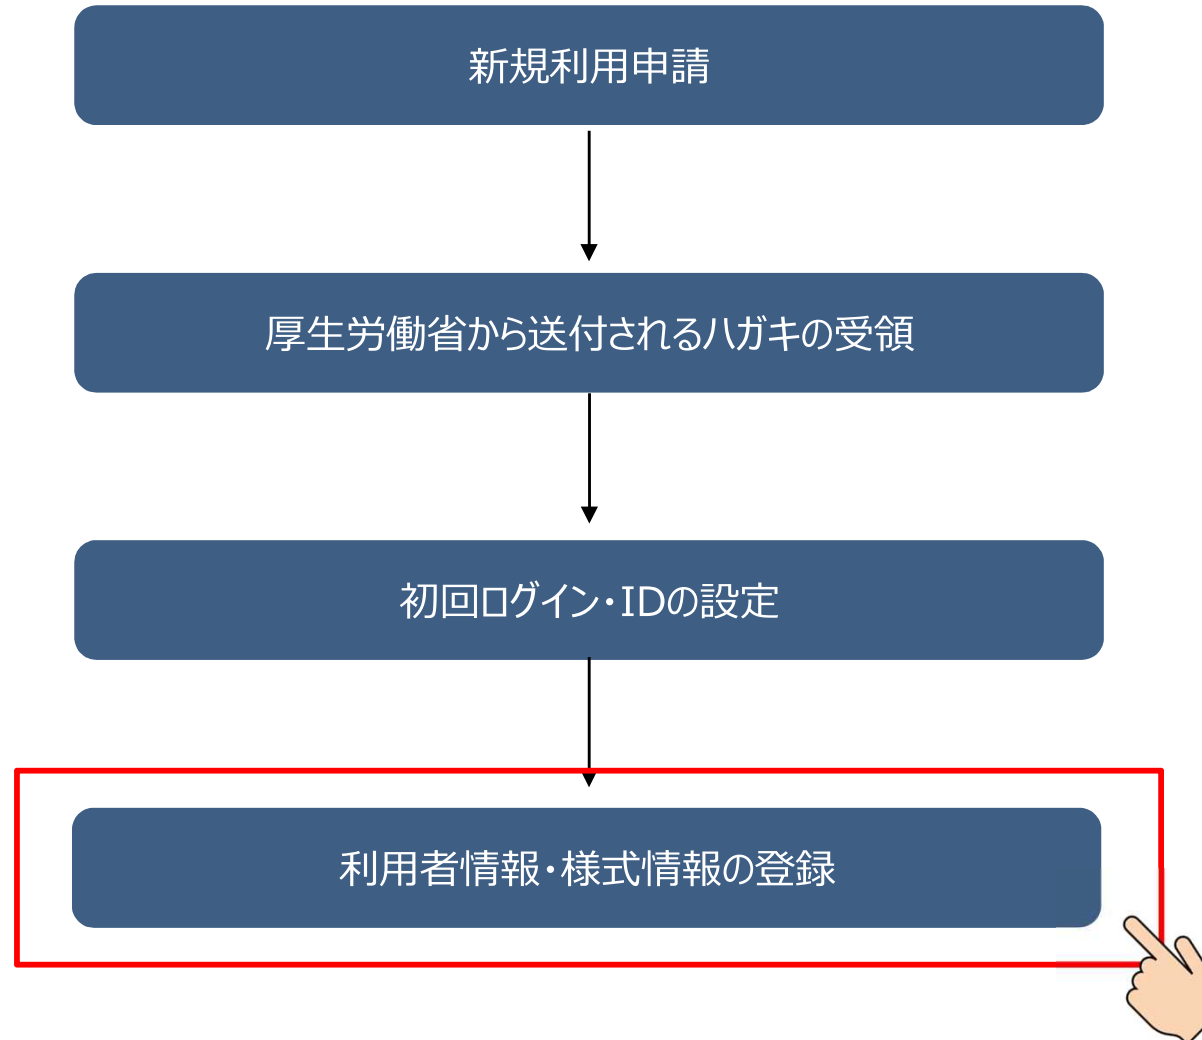 新規利用申請
厚生労働省から送付されるハガキの受領
初回ログイン・IDの設定
利用者情報・様式情報の登録